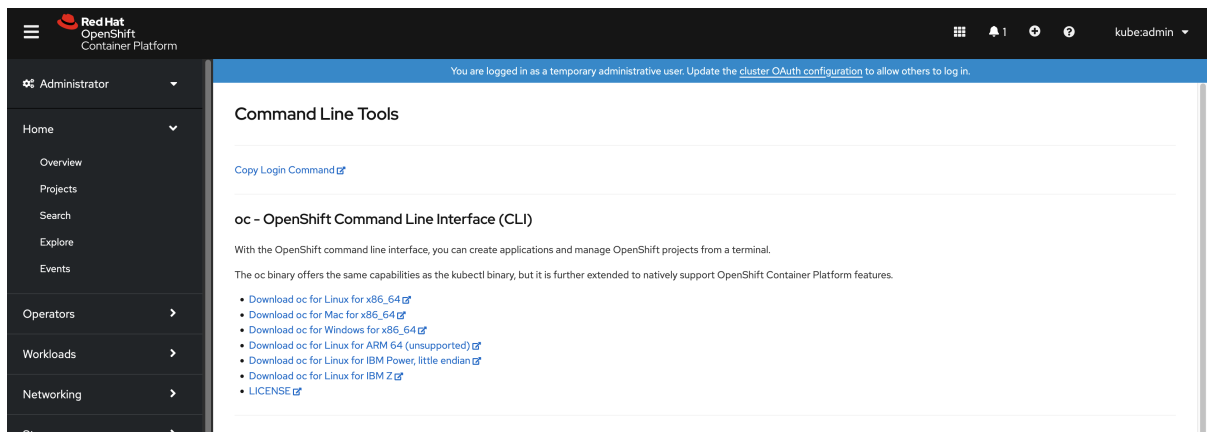 Red Hat
OpenShift
Container Platform
1
kube:admin
Administrator
You are logged in as a temporary administrative user. Update the cluster OAuth configuration to allow others to log in.
Home
Overview
Projects
Search
Explore
Events
Operators
Workloads
Networking
Command Line Tools
Copy Login Command
oc - OpenShift Command Line Interface (CLI)
With the OpenShift command line interface, you can create applications and manage OpenShift projects from a terminal.
The oc binary offers the same capabilities as the kubectl binary, but it is further extended to natively support OpenShift Container Platform features.
• Download oc for Linux for x86_64
• Download oc for Mac for x86_64
• Download oc for Windows for x86_64
• Download oc for Linux for ARM 64 (unsupported)
• Download oc for Linux for IBM Power, little endian
• Download oc for Linux for IBM Z
• LICENSE